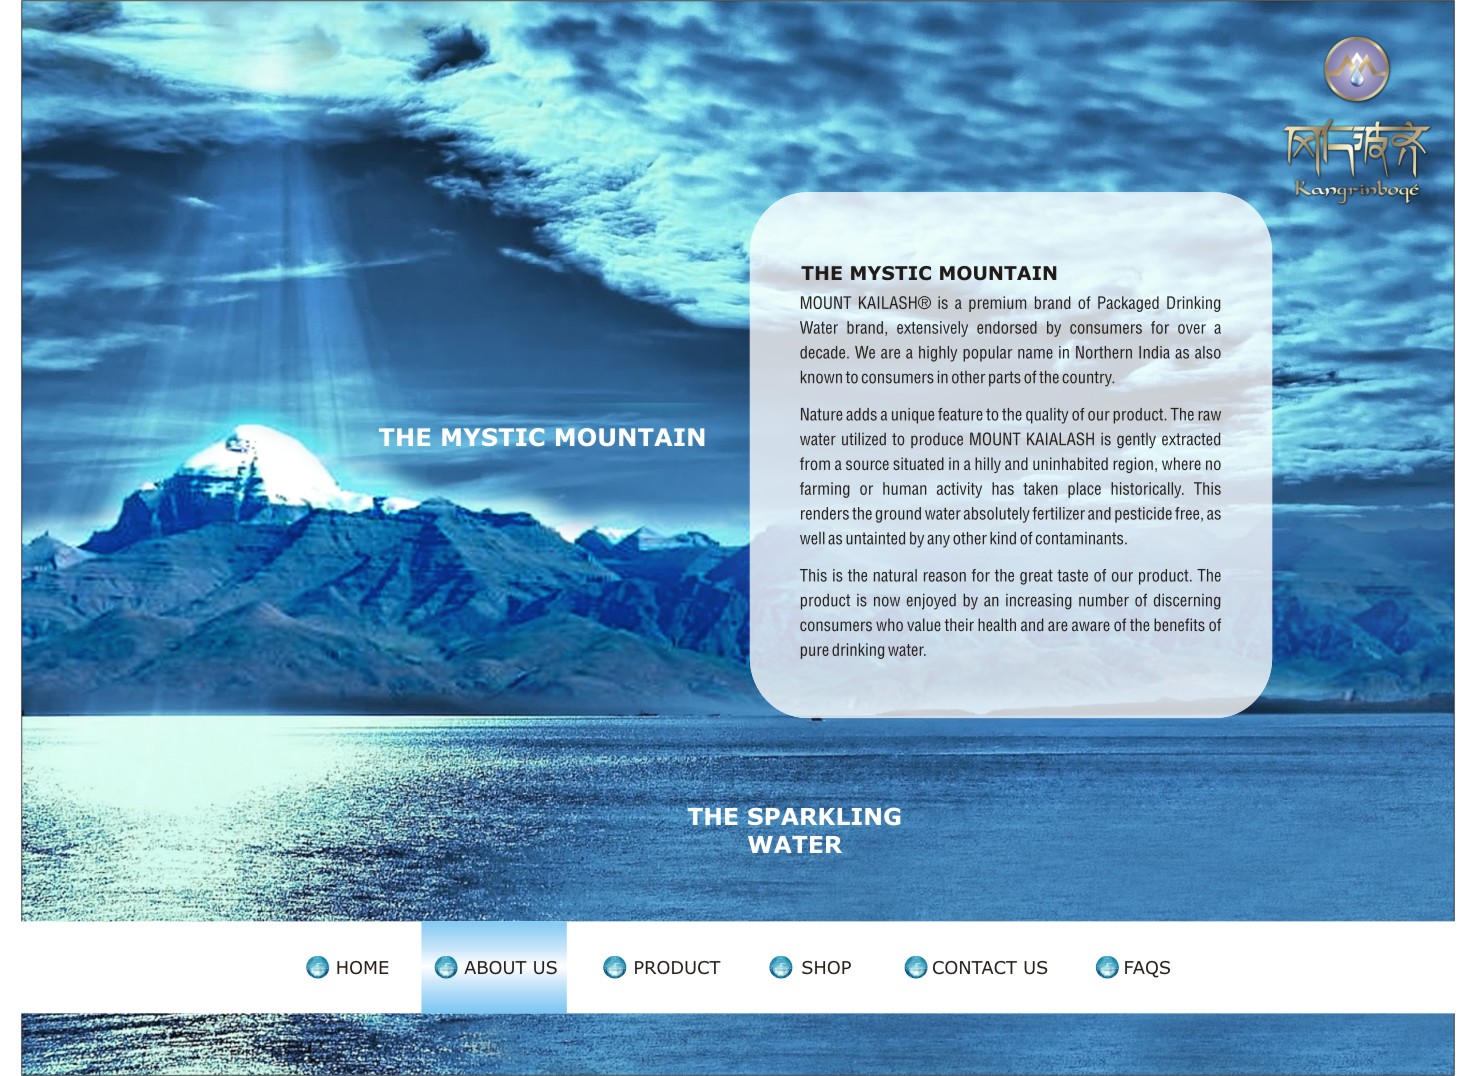 冈仁波齐
Kangrinboqé
THE MYSTIC MOUNTAIN
MOUNT KAILASH® is a premium brand of Packaged Drinking
Water brand, extensively endorsed by consumers for over a
decade. We are a highly popular name in Northern India as also
known to consumers in other parts of the country.
Nature adds a unique feature to the quality of our product. The raw
water utilized to produce MOUNT KAIALASH is gently extracted
from a source situated in a hilly and uninhabited region, where no
farming or human activity has taken place historically. This
renders the ground water absolutely fertilizer and pesticide free, as
well as untainted by any other kind of contaminants.
This is the natural reason for the great taste of our product. The
product is now enjoyed by an increasing number of discerning
consumers who value their health and are aware of the benefits of
pure drinking water.
THE MYSTIC MOUNTAIN
THE SPARKLING
WATER
HOME ABOUT US PRODUCT SHOP CONTACT US FAQS